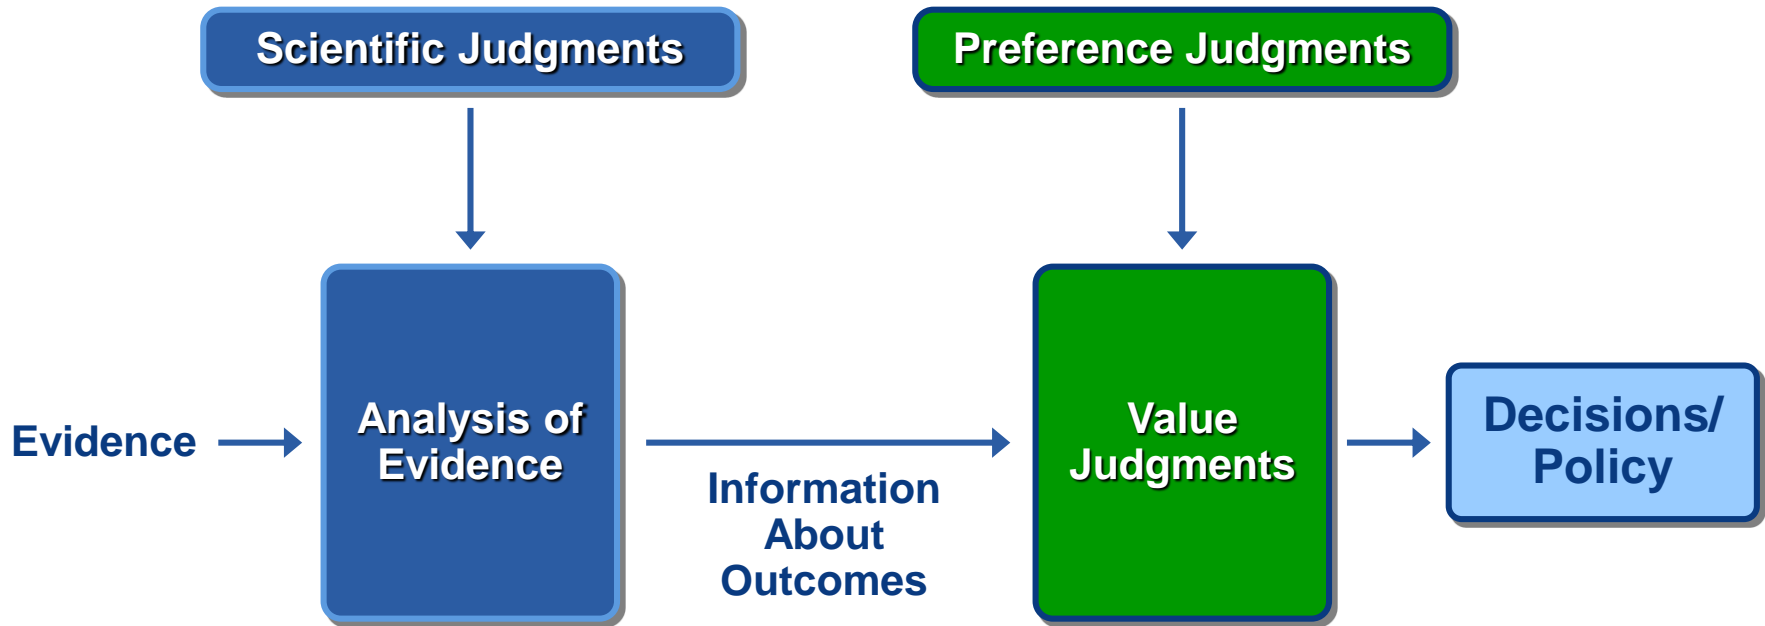 Scientific Judgments
Preference Judgments
Evidence
Analysis of
Evidence
Information
About
Outcomes
Value
Judgments
Decisions/
Policy